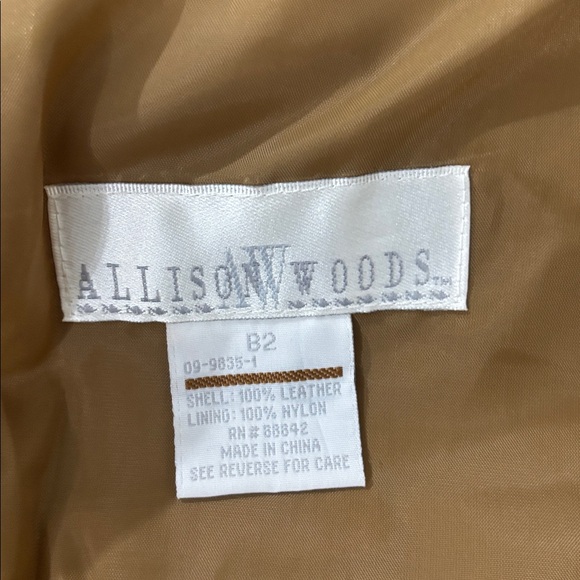 ALLISON AW WOODS™
B2
09-9835-1
SHELL: 100% LEATHER
LINING: 100% NYLON
RN# 88842
MADE IN CHINA
SEE REVERSE FOR CARE